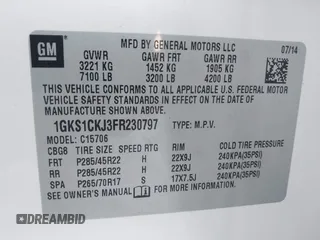 GM
MFD BY GENERAL MOTORS LLC
07/14
GVWR GAWR FRT GAWR RR
3221 KG 1452 KG 1905 KG
7100 LB 3200 LB 4200 LB
THIS VEHICLE CONFORMS TO ALL APPLICABLE U.S. FEDERAL MOTOR
VEHICLE SAFETY AND THEFT PREVENTION STANDARDS IN EFFECT ON THE DATE OF
MANUFACTURE SHOWN ABOVE.
1GKS1CKJ3FR230797 TYPE: M.P.V.
MODEL: C15706
CBG8 TIRE SIZE SPEED RTG RIM COLD TIRE PRESSURE
FRT P285/45R22 H 22X9J 240KPA(35PSI)
RR P285/45R22 H 22X9J 240KPA(35PSI)
SPA P265/70R17 S 17X7.5J 240KPA(35PSI)
DREAMBID